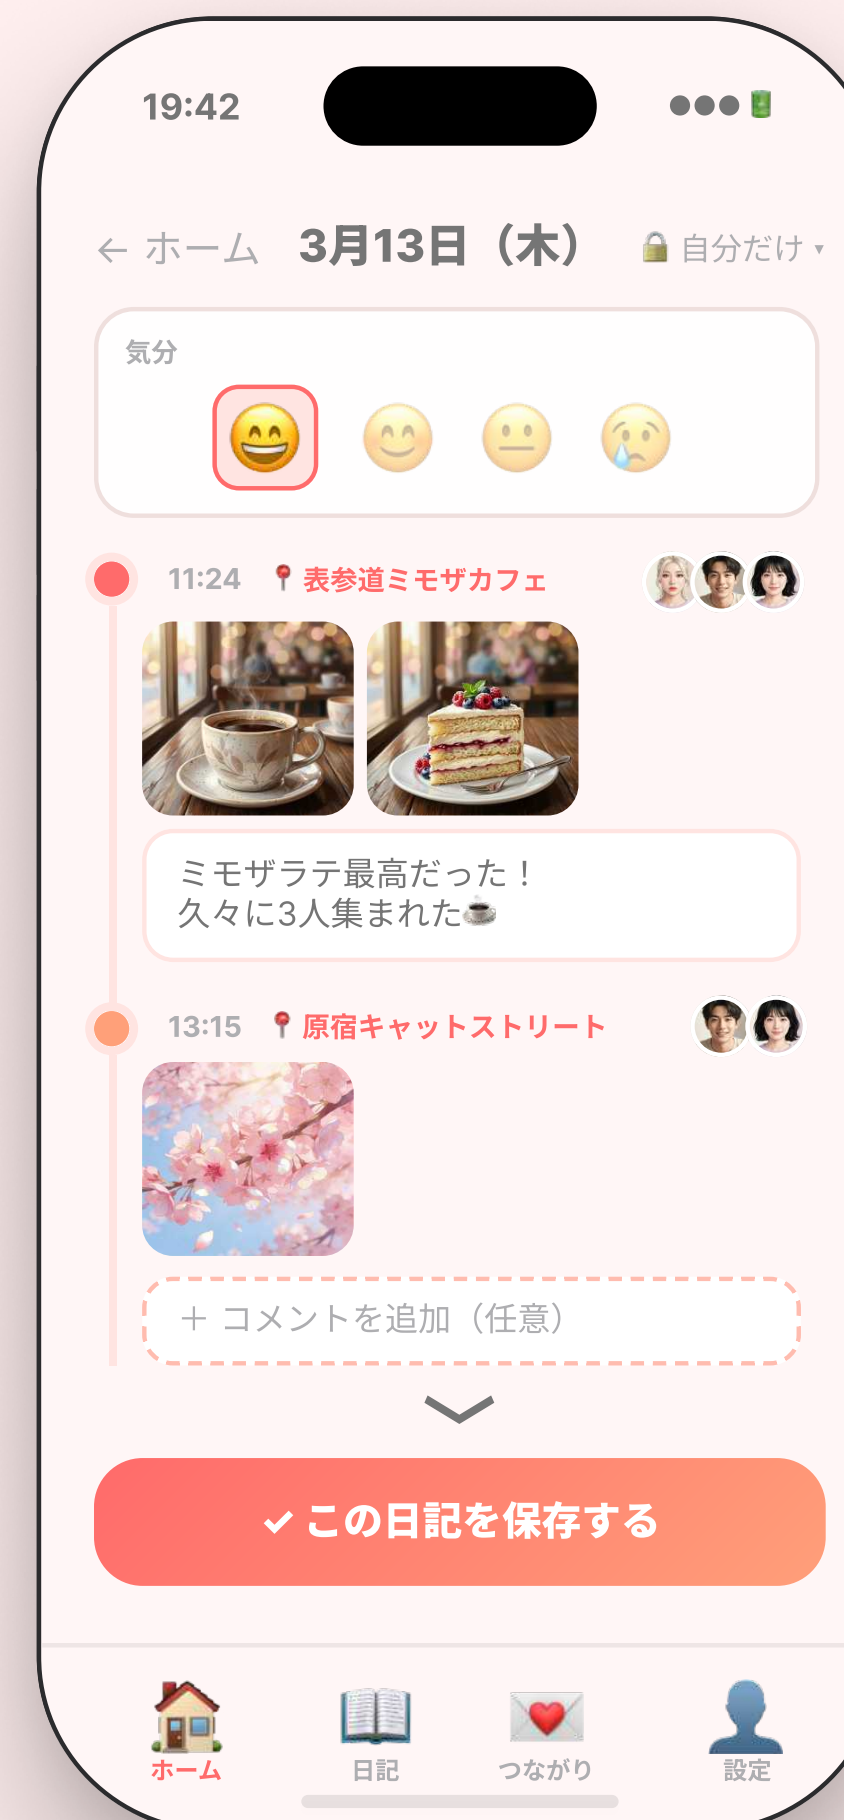 19:42
← ホーム 3月13日（木） 自分だけ ▾
気分
11:24 表参道ミモザカフェ
ミモザラテ最高だった！
久々に3人集まれた☕
13:15 原宿キャットストリート
＋ コメントを追加（任意）
✓ この日記を保存する
ホーム 日記 つながり 設定